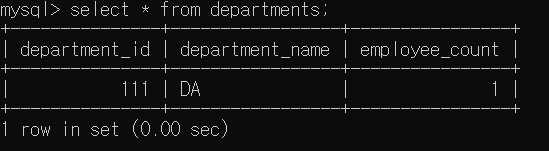 mysql> select * from departments;
+---------------+-----------------+----------------+
| department_id | department_name | employee_count |
+---------------+-----------------+----------------+
|           111 | DA              |              1 |
+---------------+-----------------+----------------+
1 row in set (0.00 sec)